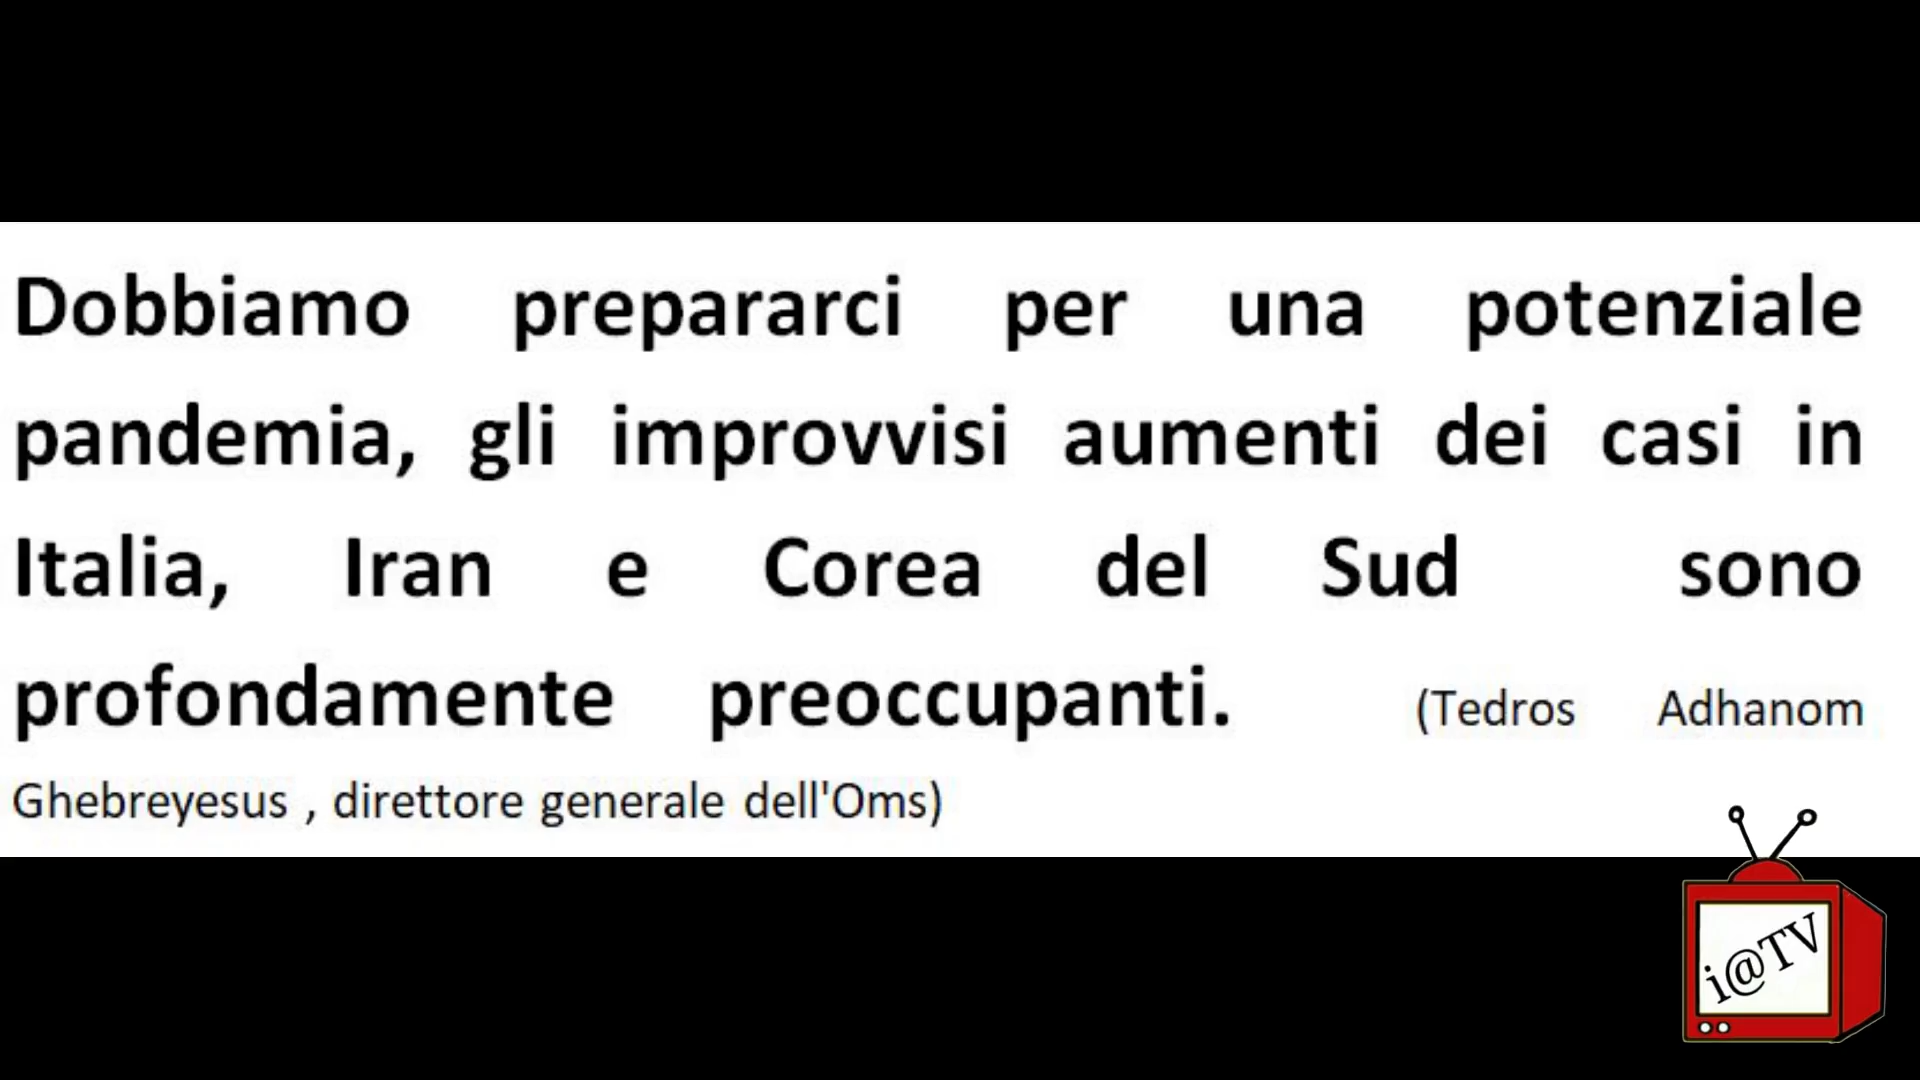 Dobbiamo prepararci per una potenziale
pandemia, gli improvvisi aumenti dei casi in
Italia, Iran e Corea del Sud sono
profondamente preoccupanti. (Tedros Adhanom
Ghebreyesus , direttore generale dell'Oms)
i@TV